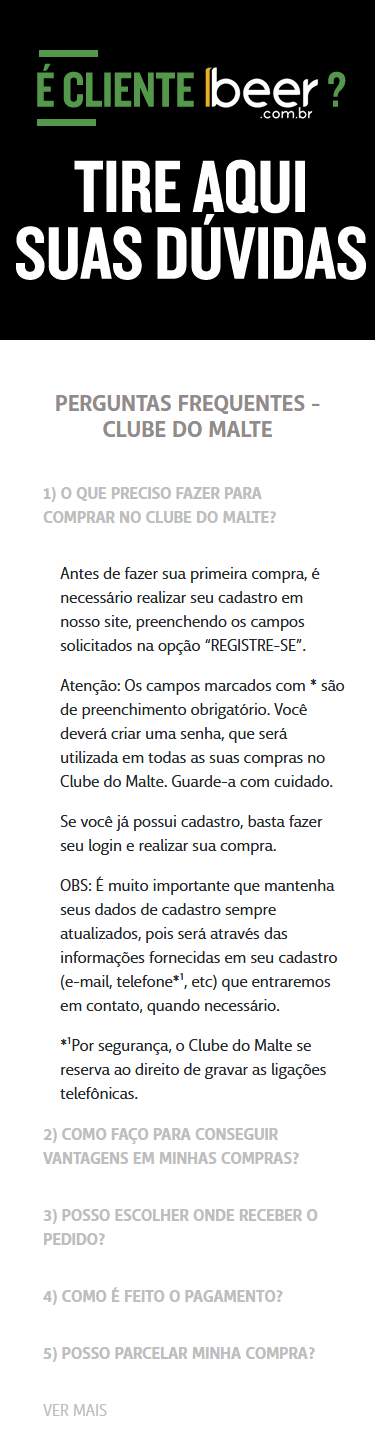 É CLIENTE ibeer ?
.com.br
TIRE AQUI
SUAS DÚVIDAS
PERGUNTAS FREQUENTES -
CLUBE DO MALTE
1) O QUE PRECISO FAZER PARA
COMPRAR NO CLUBE DO MALTE?
Antes de fazer sua primeira compra, é
necessário realizar seu cadastro em
nosso site, preenchendo os campos
solicitados na opção “REGISTRE-SE”.
Atenção: Os campos marcados com * são
de preenchimento obrigatório. Você
deverá criar uma senha, que será
utilizada em todas as suas compras no
Clube do Malte. Guarde-a com cuidado.
Se você já possui cadastro, basta fazer
seu login e realizar sua compra.
OBS: É muito importante que mantenha
seus dados de cadastro sempre
atualizados, pois será através das
informações fornecidas em seu cadastro
(e-mail, telefone*¹, etc) que entraremos
em contato, quando necessário.
*¹Por segurança, o Clube do Malte se
reserva ao direito de gravar as ligações
telefônicas.
2) COMO FAÇO PARA CONSEGUIR
VANTAGENS EM MINHAS COMPRAS?
3) POSSO ESCOLHER ONDE RECEBER O
PEDIDO?
4) COMO É FEITO O PAGAMENTO?
5) POSSO PARCELAR MINHA COMPRA?
VER MAIS